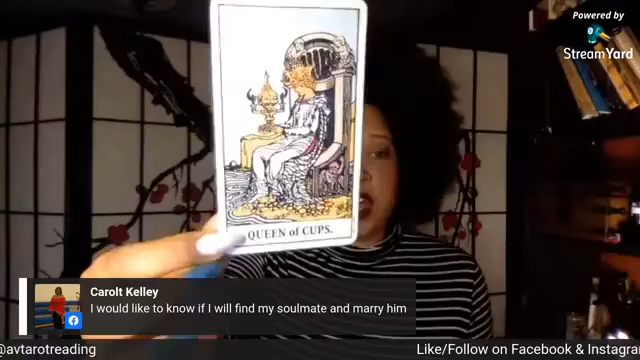 Powered by
StreamYard
QUEEN of CUPS.
Carolt Kelley
I would like to know if I will find my soulmate and marry him
@avtarotreading
Like/Follow on Facebook & Instagra